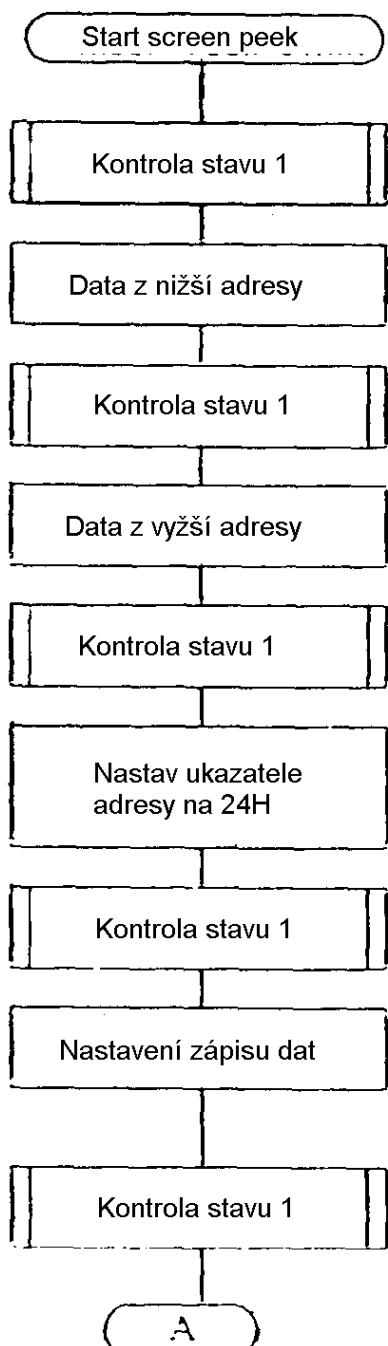 Start screen peek
Kontrola stavu 1
Data z nižší adresy
Kontrola stavu 1
Data z vyžší adresy
Kontrola stavu 1
Nastav ukazatele
adresy na 24H
Kontrola stavu 1
Nastavení zápisu dat
Kontrola stavu 1
A